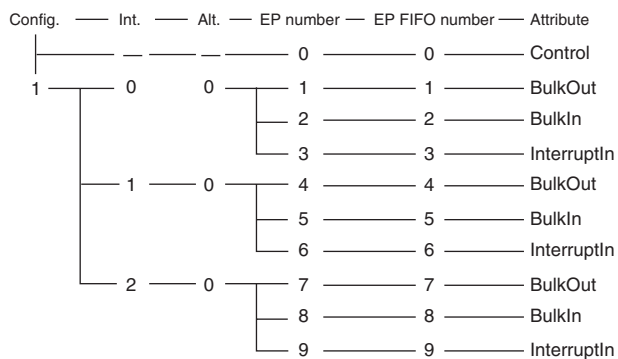 Config. Int. Alt. EP number EP FIFO number Attribute
— — 0 0 Control
1 0 0 1 1 BulkOut
2 2 BulkIn
3 3 InterruptIn
1 0 4 4 BulkOut
5 5 BulkIn
6 6 InterruptIn
2 0 7 7 BulkOut
8 8 BulkIn
9 9 InterruptIn